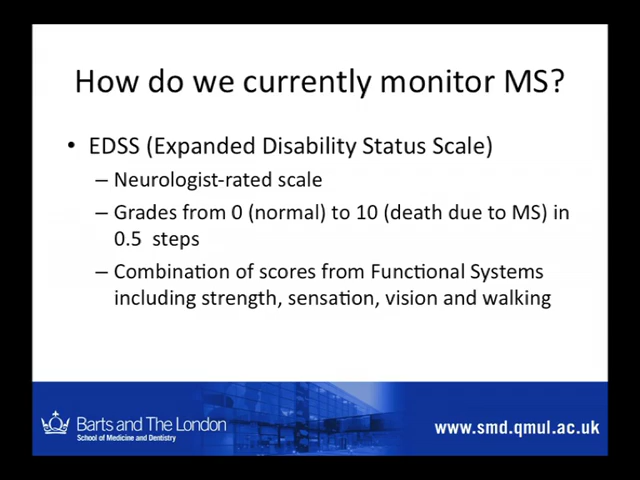 How do we currently monitor MS?
• EDSS (Expanded Disability Status Scale)
– Neurologist-rated scale
– Grades from 0 (normal) to 10 (death due to MS) in
0.5 steps
– Combination of scores from Functional Systems
including strength, sensation, vision and walking
Barts and The London
School of Medicine and Dentistry
www.smd.qmul.ac.uk